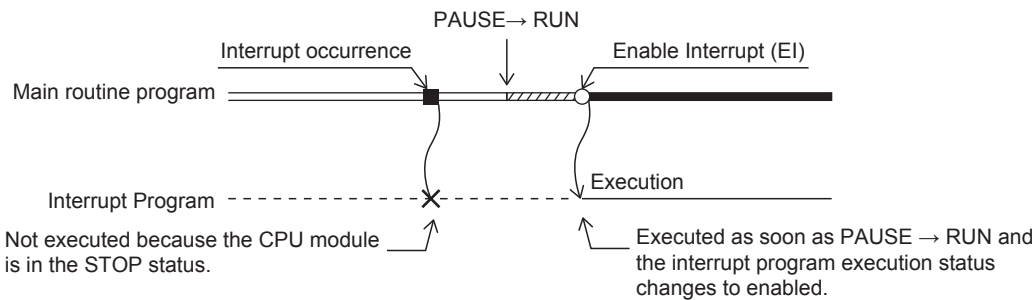 PAUSE→ RUN
Interrupt occurrence
Enable Interrupt (EI)
Main routine program
Execution
Interrupt Program
Not executed because the CPU module
is in the STOP status.
Executed as soon as PAUSE → RUN and
the interrupt program execution status
changes to enabled.